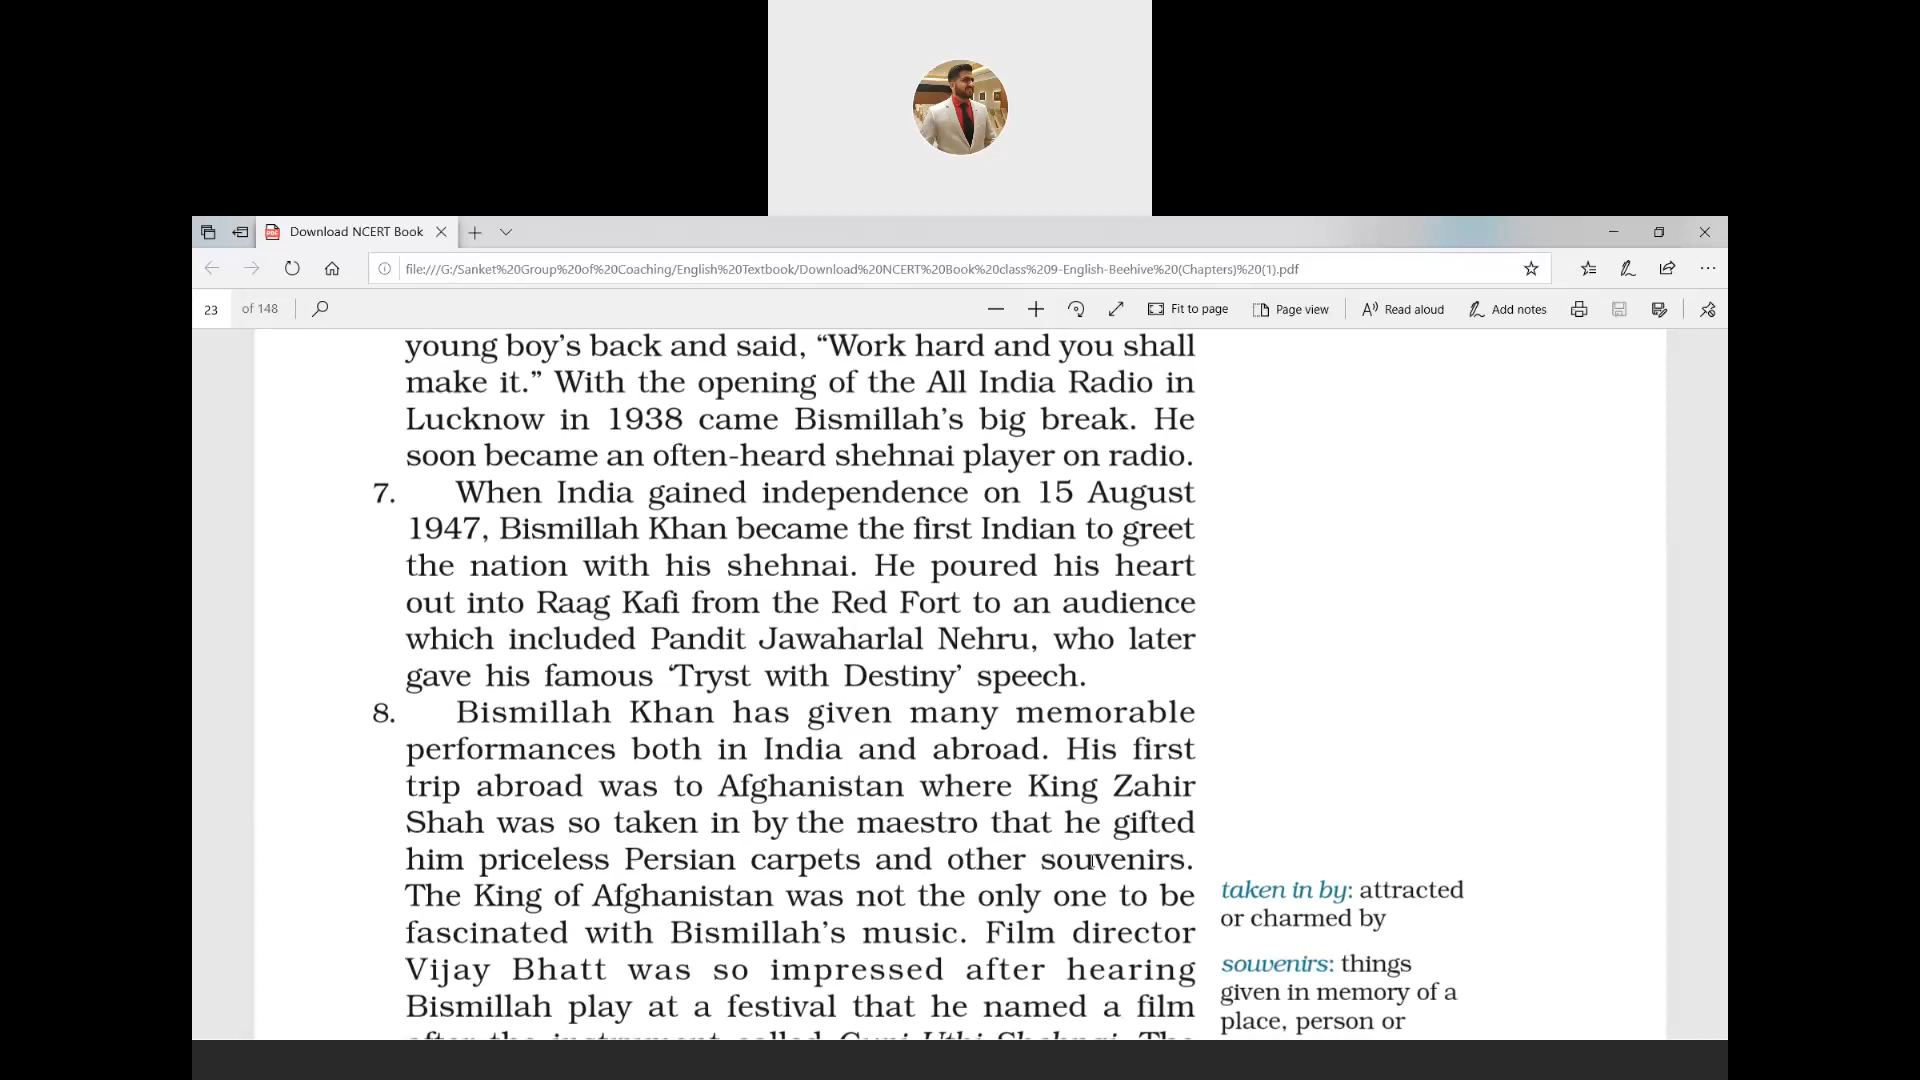 Download NCERT Book
file:///G:/Sanket%20Group%20of%20Coaching/English%20Textbook/Download%20NCERT%20Book%20class%209-English-Beehive%20(Chapters)%20(1).pdf
23 of 148
Fit to page
Page view
Read aloud
Add notes
young boy's back and said, “Work hard and you shall
make it.” With the opening of the All India Radio in
Lucknow in 1938 came Bismillah's big break. He
soon became an often-heard shehnai player on radio.
7. When India gained independence on 15 August
1947, Bismillah Khan became the first Indian to greet
the nation with his shehnai. He poured his heart
out into Raag Kafi from the Red Fort to an audience
which included Pandit Jawaharlal Nehru, who later
gave his famous ‘Tryst with Destiny’ speech.
8. Bismillah Khan has given many memorable
performances both in India and abroad. His first
trip abroad was to Afghanistan where King Zahir
Shah was so taken in by the maestro that he gifted
him priceless Persian carpets and other souvenirs.
The King of Afghanistan was not the only one to be
fascinated with Bismillah's music. Film director
Vijay Bhatt was so impressed after hearing
Bismillah play at a festival that he named a film
after the instrument called Gunj Uthi Shehnai. The
taken in by: attracted
or charmed by
souvenirs: things
given in memory of a
place, person or